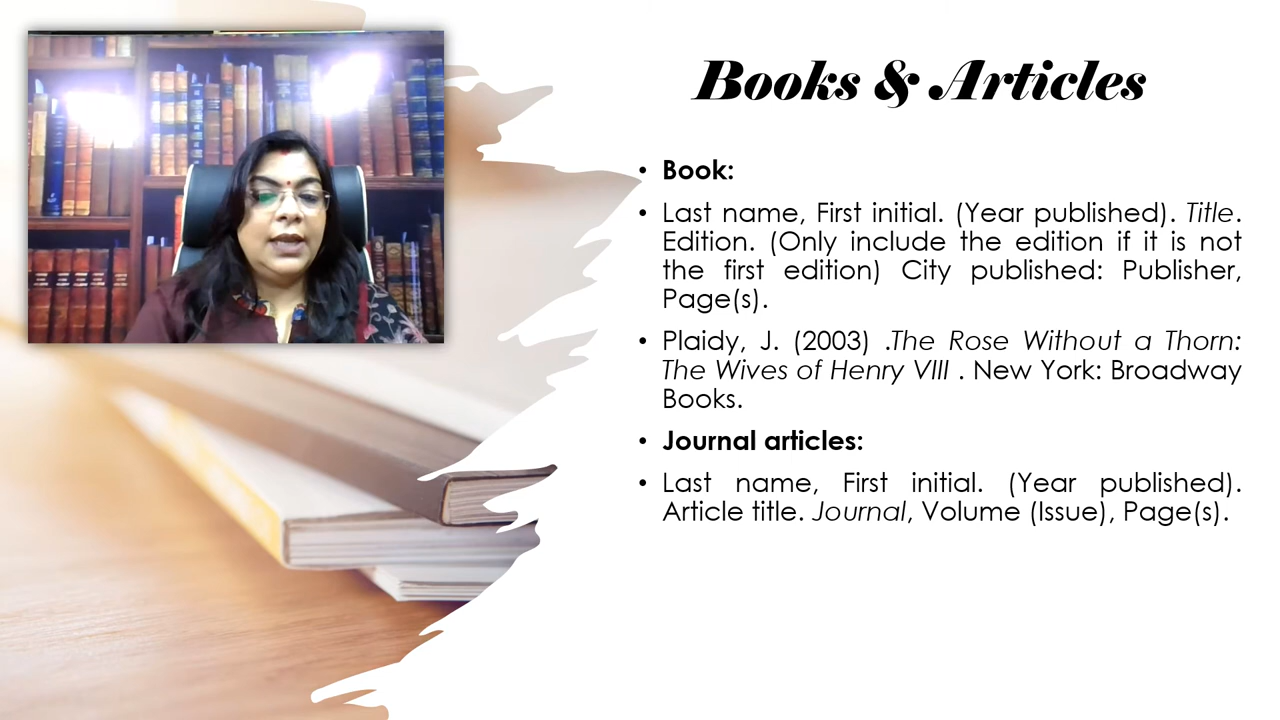 Books & Articles
• Book:
• Last name, First initial. (Year published). Title.
Edition. (Only include the edition if it is not
the first edition) City published: Publisher,
Page(s).
• Plaidy, J. (2003) .The Rose Without a Thorn:
The Wives of Henry VIII . New York: Broadway
Books.
• Journal articles:
• Last name, First initial. (Year published).
Article title. Journal, Volume (Issue), Page(s).